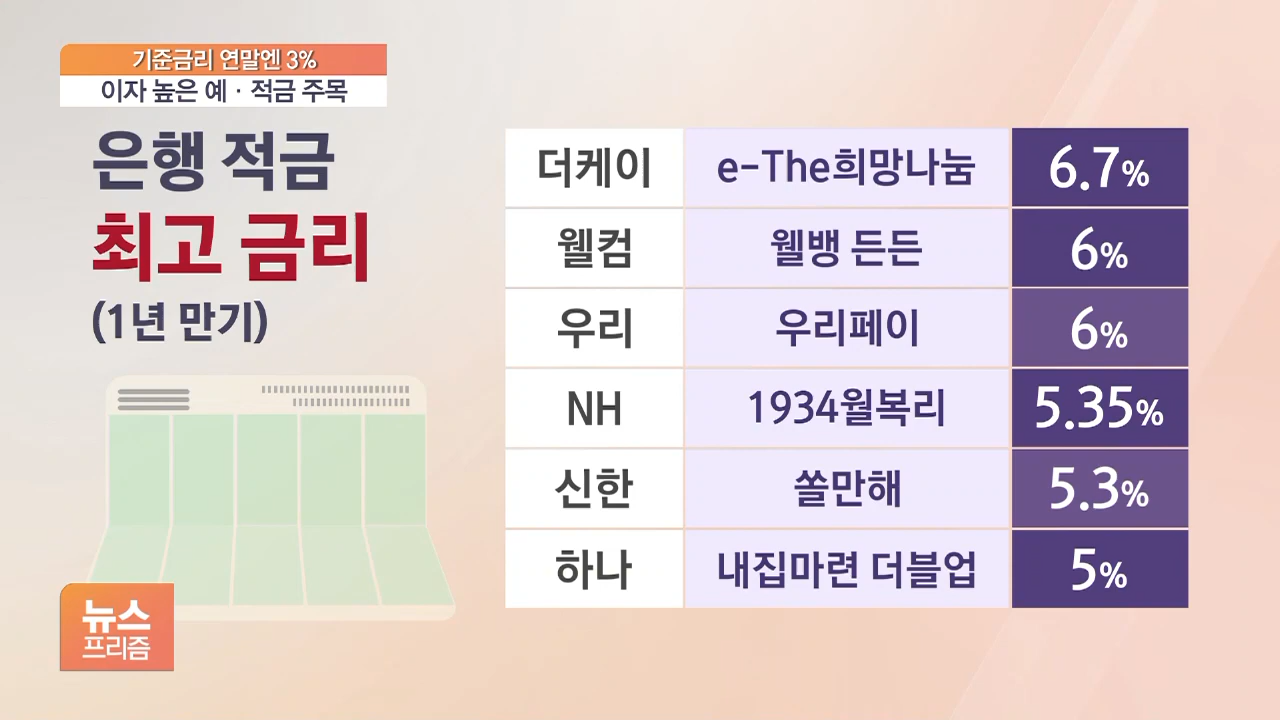 기준금리 연말엔 3%
이자 높은 예·적금 주목
은행 적금
최고 금리
(1년 만기)
더케이 e-The희망나눔 6.7%
웰컴 웰뱅 든든 6%
우리 우리페이 6%
NH 1934월복리 5.35%
신한 쏠만해 5.3%
하나 내집마련 더블업 5%
뉴스
프리즘